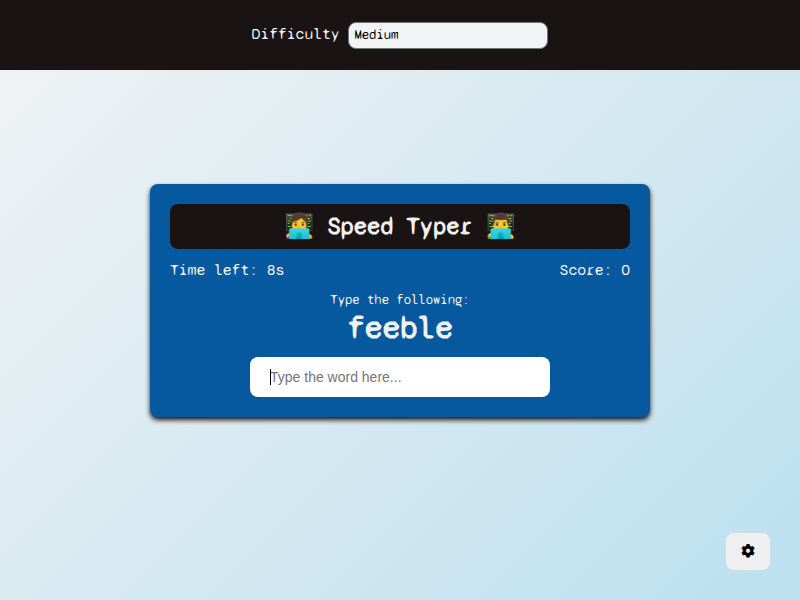 Difficulty Medium
👩‍💻 Speed Typer 👨‍💻
Time left: 8s Score: 0
Type the following:
feeble
Type the word here...